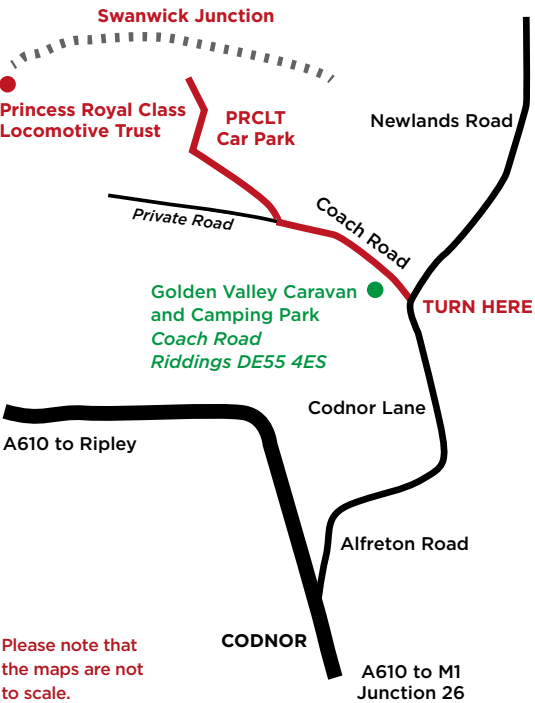 Swanwick Junction
Princess Royal Class
Locomotive Trust
PRCLT
Car Park
Newlands Road
Private Road
Coach Road
Golden Valley Caravan
and Camping Park
Coach Road
Riddings DE55 4ES
TURN HERE
Codnor Lane
A610 to Ripley
Alfreton Road
CODNOR
A610 to M1
Junction 26
Please note that
the maps are not
to scale.